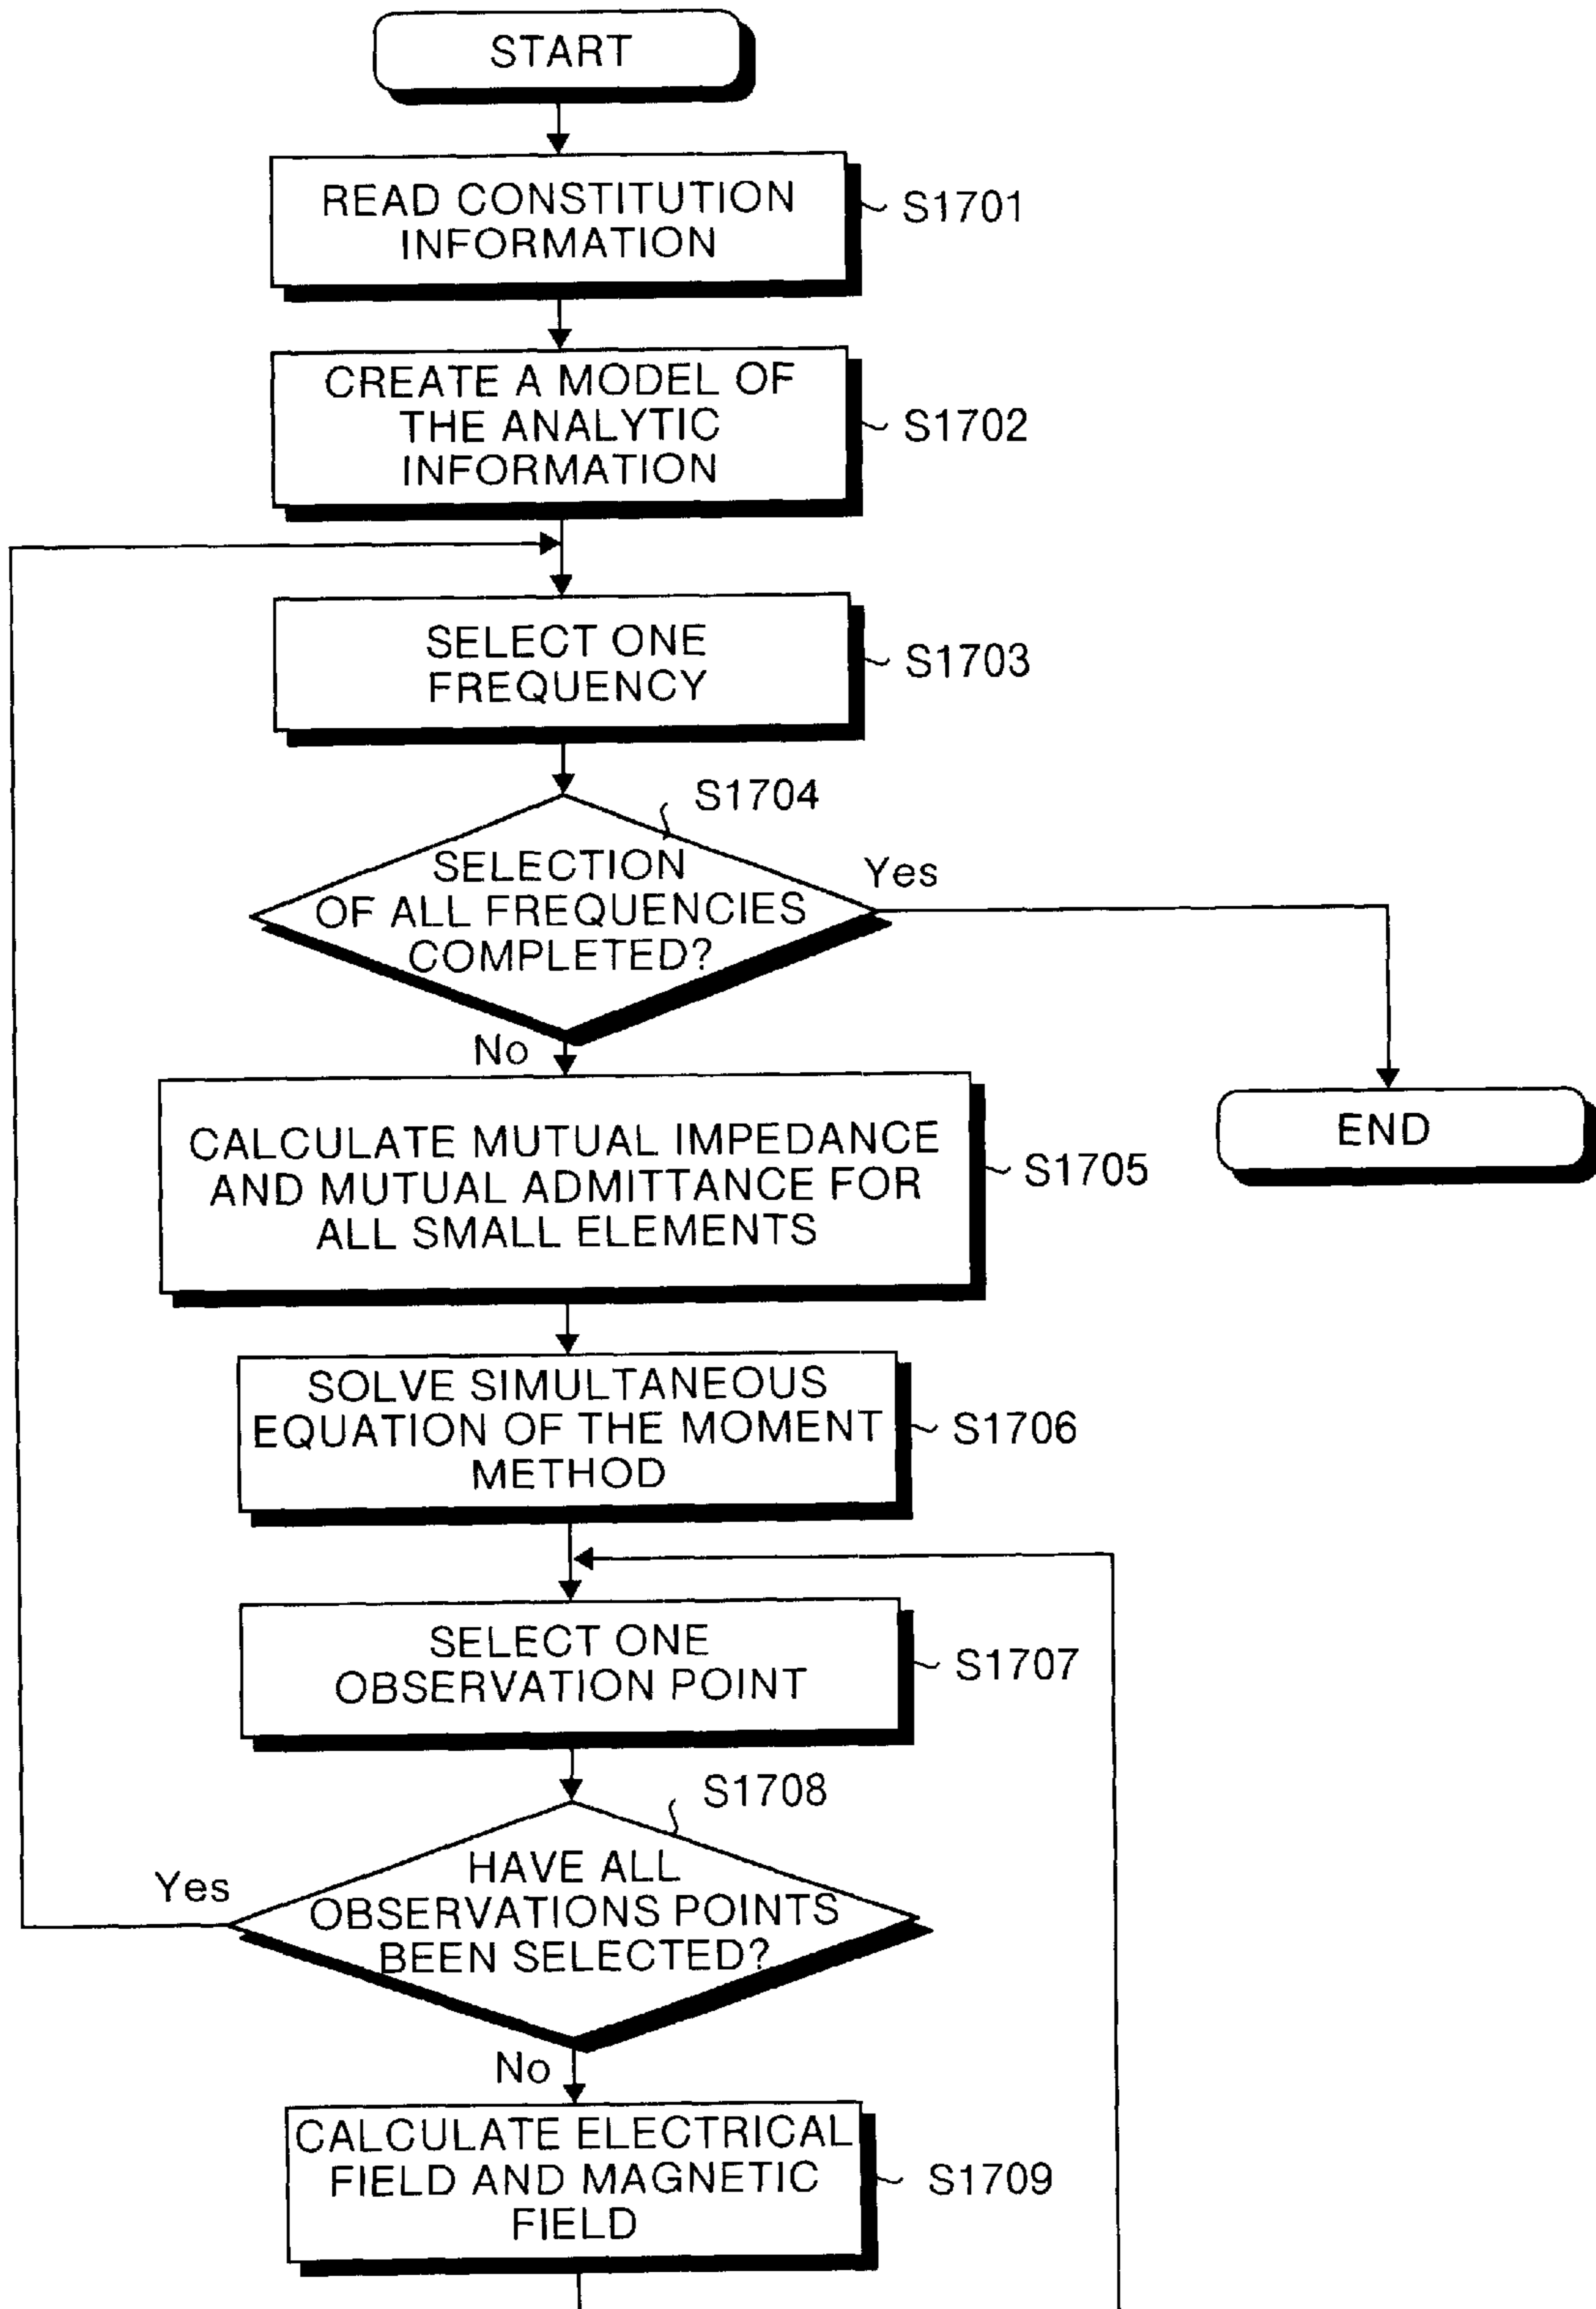 START
READ CONSTITUTION
INFORMATION
S1701
CREATE A MODEL OF
THE ANALYTIC
INFORMATION
S1702
SELECT ONE
FREQUENCY
S1703
S1704
SELECTION
OF ALL FREQUENCIES
COMPLETED?
Yes
No
END
CALCULATE MUTUAL IMPEDANCE
AND MUTUAL ADMITTANCE FOR
ALL SMALL ELEMENTS
S1705
SOLVE SIMULTANEOUS
EQUATION OF THE MOMENT
METHOD
S1706
SELECT ONE
OBSERVATION POINT
S1707
S1708
HAVE ALL
OBSERVATIONS POINTS
BEEN SELECTED?
Yes
No
CALCULATE ELECTRICAL
FIELD AND MAGNETIC
FIELD
S1709